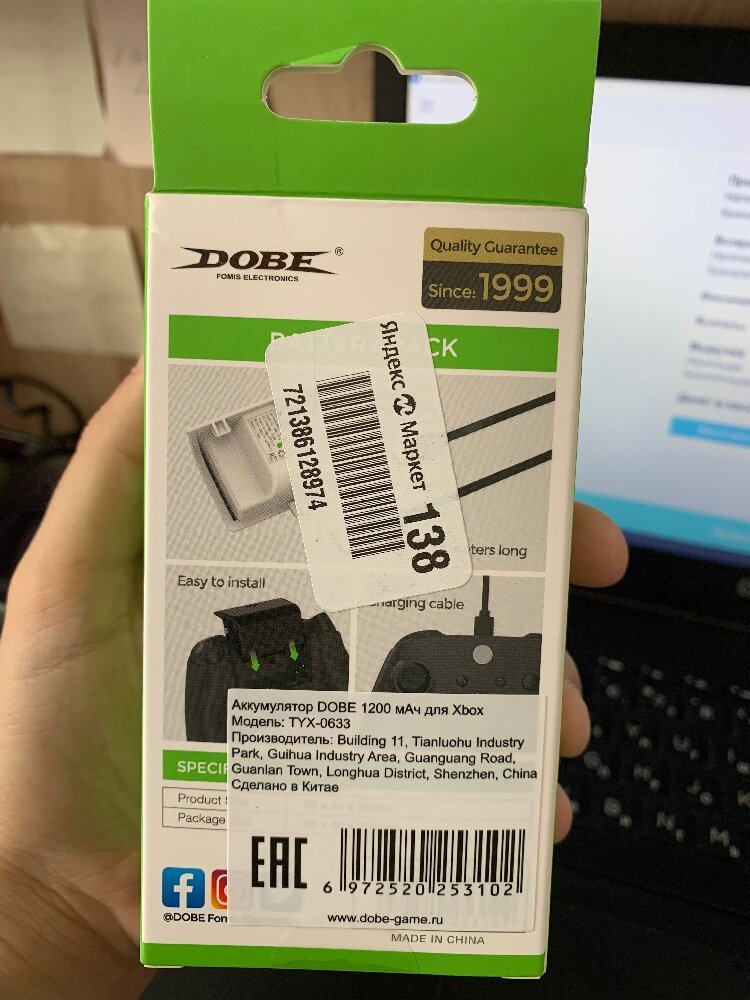 DOBE®
FOMIS ELECTRONICS
Quality Guarantee
Since: 1999
Яндекс Маркет
138
721386128974
Easy to install
charging cable
Аккумулятор DOBE 1200 мАч для Xbox
Модель: TYX-0633
Производитель: Building 11, Tianluohu Industry
Park, Guihua Industry Area, Guanguang Road,
Guanlan Town, Longhua District, Shenzhen, China
Сделано в Китае
Product
Package
EAC
6 972520 253102
@DOBE
www.dobe-game.ru
MADE IN CHINA